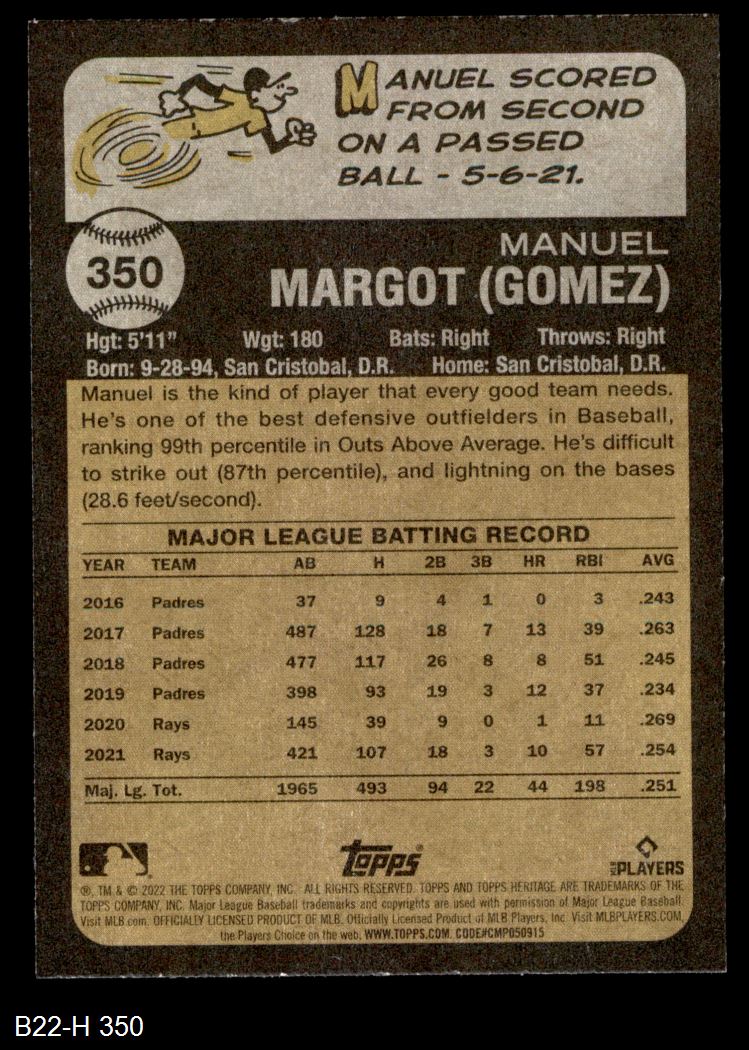 MANUEL SCORED
FROM SECOND
ON A PASSED
BALL - 5-6-21.
350
MANUEL
MARGOT (GOMEZ)
Hgt: 5'11" Wgt: 180 Bats: Right Throws: Right
Born: 9-28-94, San Cristobal, D.R. Home: San Cristobal, D.R.
Manuel is the kind of player that every good team needs.
He's one of the best defensive outfielders in Baseball,
ranking 99th percentile in Outs Above Average. He's difficult
to strike out (87th percentile), and lightning on the bases
(28.6 feet/second).
MAJOR LEAGUE BATTING RECORD
YEAR TEAM AB H 2B 3B HR RBI AVG
2016 Padres 37 9 4 1 0 3 .243
2017 Padres 487 128 18 7 13 39 .263
2018 Padres 477 117 26 8 8 51 .245
2019 Padres 398 93 19 3 12 37 .234
2020 Rays 145 39 9 0 1 11 .269
2021 Rays 421 107 18 3 10 57 .254
Maj. Lg. Tot. 1965 493 94 22 44 198 .251
Topps
MLB PLAYERS
®, TM & © 2022 THE TOPPS COMPANY, INC. ALL RIGHTS RESERVED. TOPPS AND TOPPS HERITAGE ARE TRADEMARKS OF THE
TOPPS COMPANY, INC. Major League Baseball trademarks and copyrights are used with permission of Major League Baseball.
Visit MLB.com. OFFICIALLY LICENSED PRODUCT OF MLB. Officially Licensed Product of MLB Players, Inc. Visit MLBPLAYERS.COM,
the Players Choice on the web. WWW.TOPPS.COM. CODE#CMP050915
B22-H 350